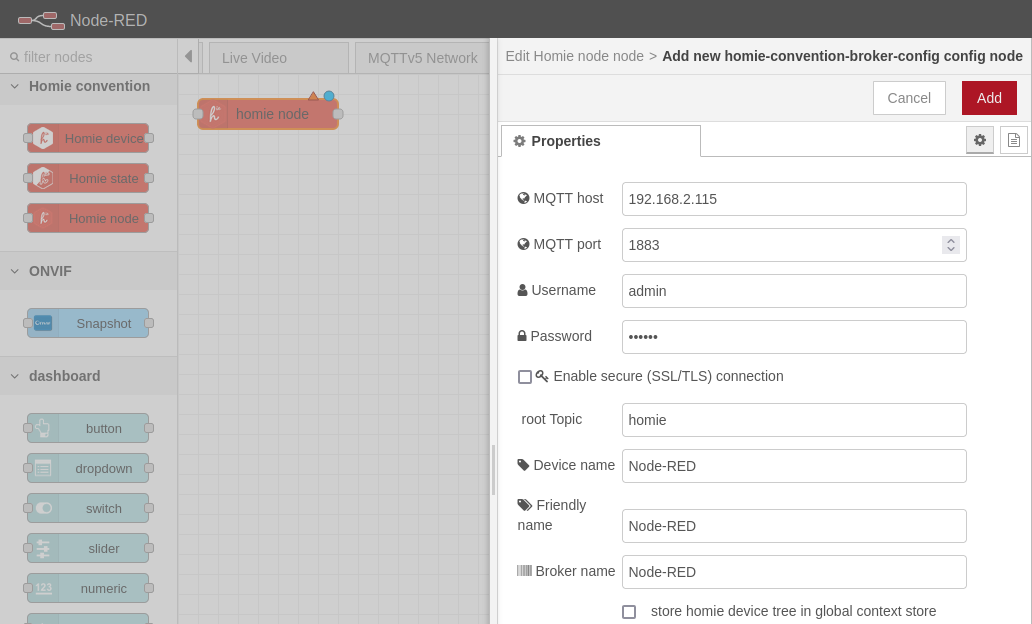 Node-RED
filter nodes
Homie convention
Homie device
Homie state
Homie node
ONVIF
Snapshot
dashboard
button
dropdown
switch
slider
123 numeric
Live Video
MQTTv5 Network
homie node
Edit Homie node node > Add new homie-convention-broker-config config node
Cancel
Add
Properties
MQTT host 192.168.2.115
MQTT port 1883
Username admin
Password ••••••
Enable secure (SSL/TLS) connection
root Topic homie
Device name Node-RED
Friendly
name Node-RED
Broker name Node-RED
store homie device tree in global context store